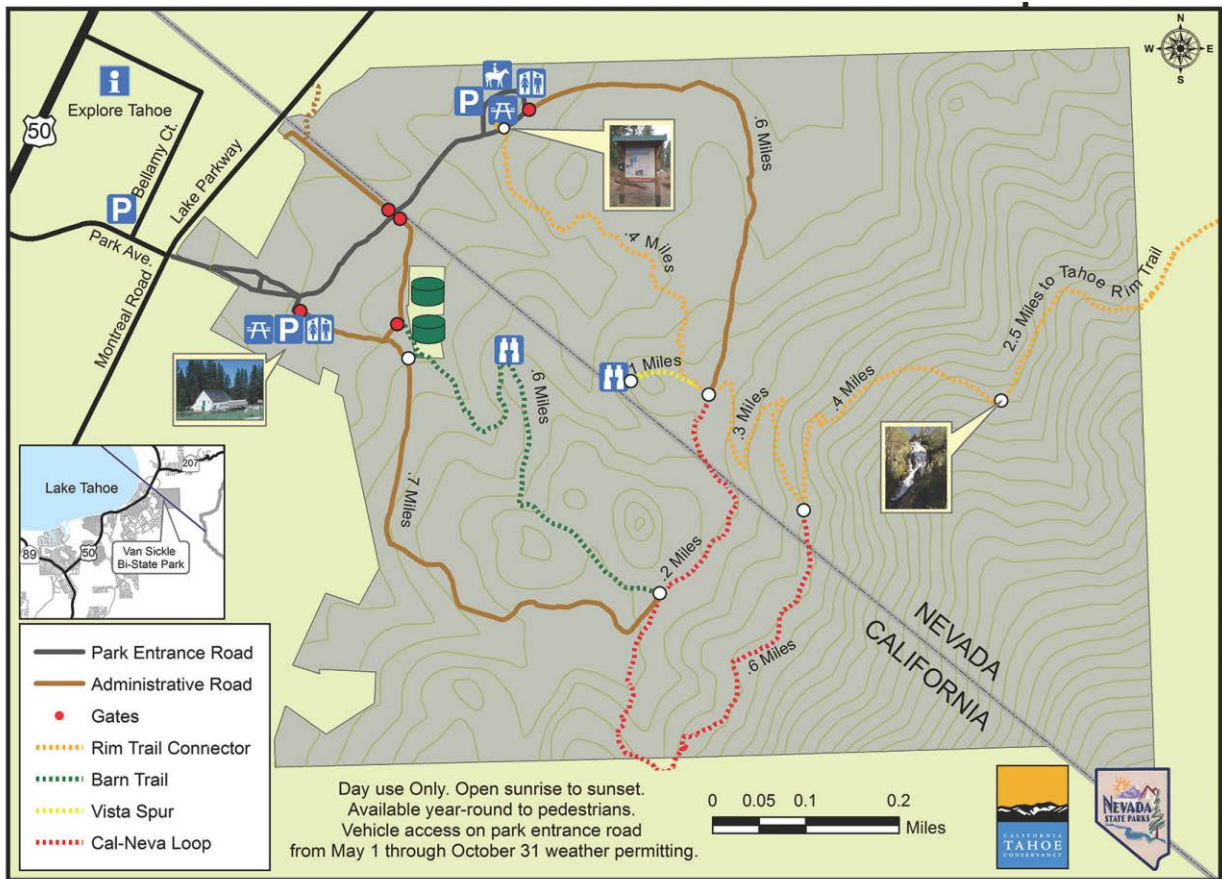 N
W
E
S
i
Explore Tahoe
50
Bellamy Ct.
Lake Parkway
P
Park Ave.
Montreal Road
P
.6 Miles
.4 Miles
2.5 Miles to Tahoe Rim Trail
P
.1 Miles
.6 Miles
.3 Miles
.4 Miles
.7 Miles
.2 Miles
.6 Miles
NEVADA
CALIFORNIA
Lake Tahoe
207
50
89
Van Sickle
Bi-State Park
Park Entrance Road
Administrative Road
Gates
Rim Trail Connector
Barn Trail
Vista Spur
Cal-Neva Loop
Day use Only. Open sunrise to sunset.
Available year-round to pedestrians.
Vehicle access on park entrance road
from May 1 through October 31 weather permitting.
0 0.05 0.1 0.2
Miles
CALIFORNIA
TAHOE
CONSERVANCY
NEVADA
STATE PARKS